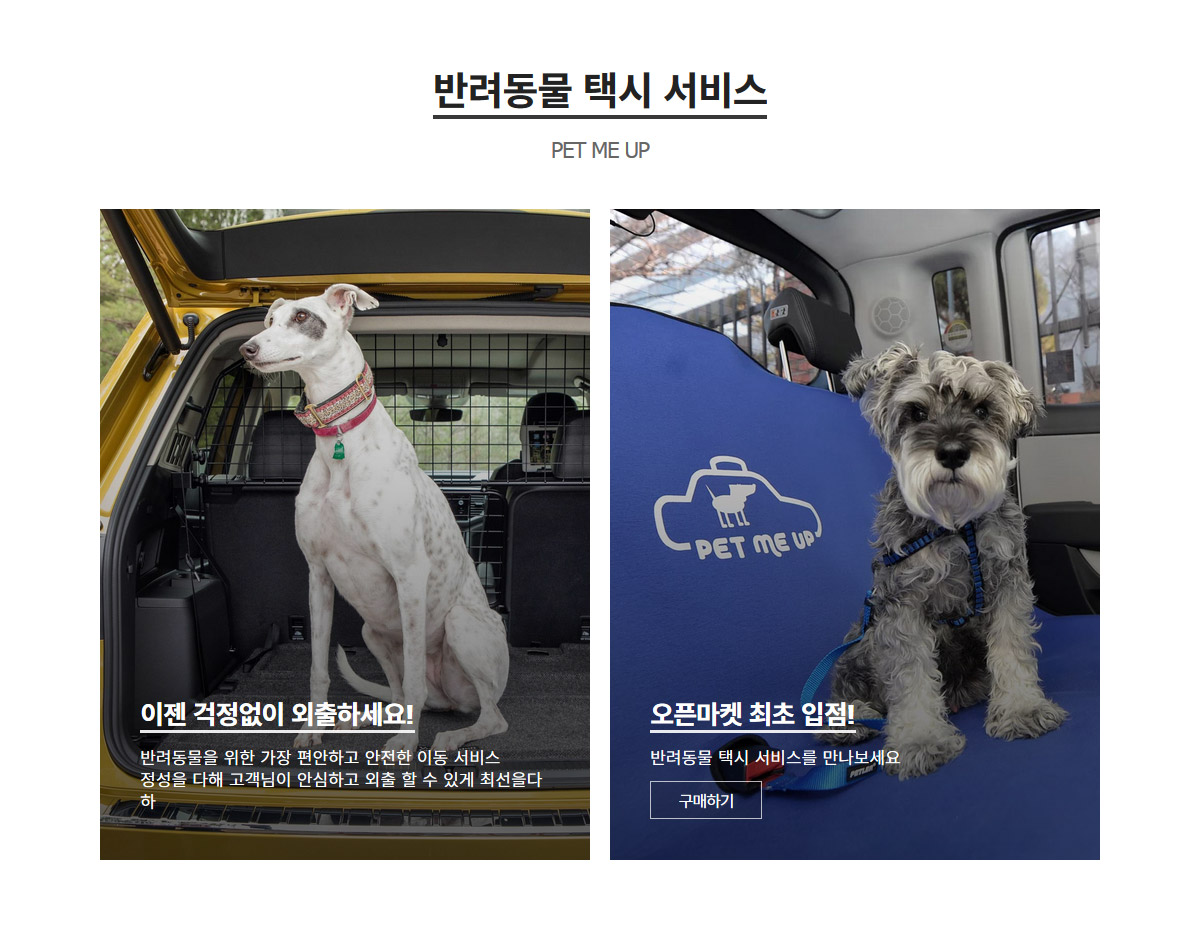 반려동물 택시 서비스
PET ME UP
PET ME UP
이젠 걱정없이 외출하세요!
반려동물을 위한 가장 편안하고 안전한 이동 서비스
정성을 다해 고객님이 안심하고 외출 할 수 있게 최선을다
하
오픈마켓 최초 입점!
반려동물 택시 서비스를 만나보세요
구매하기